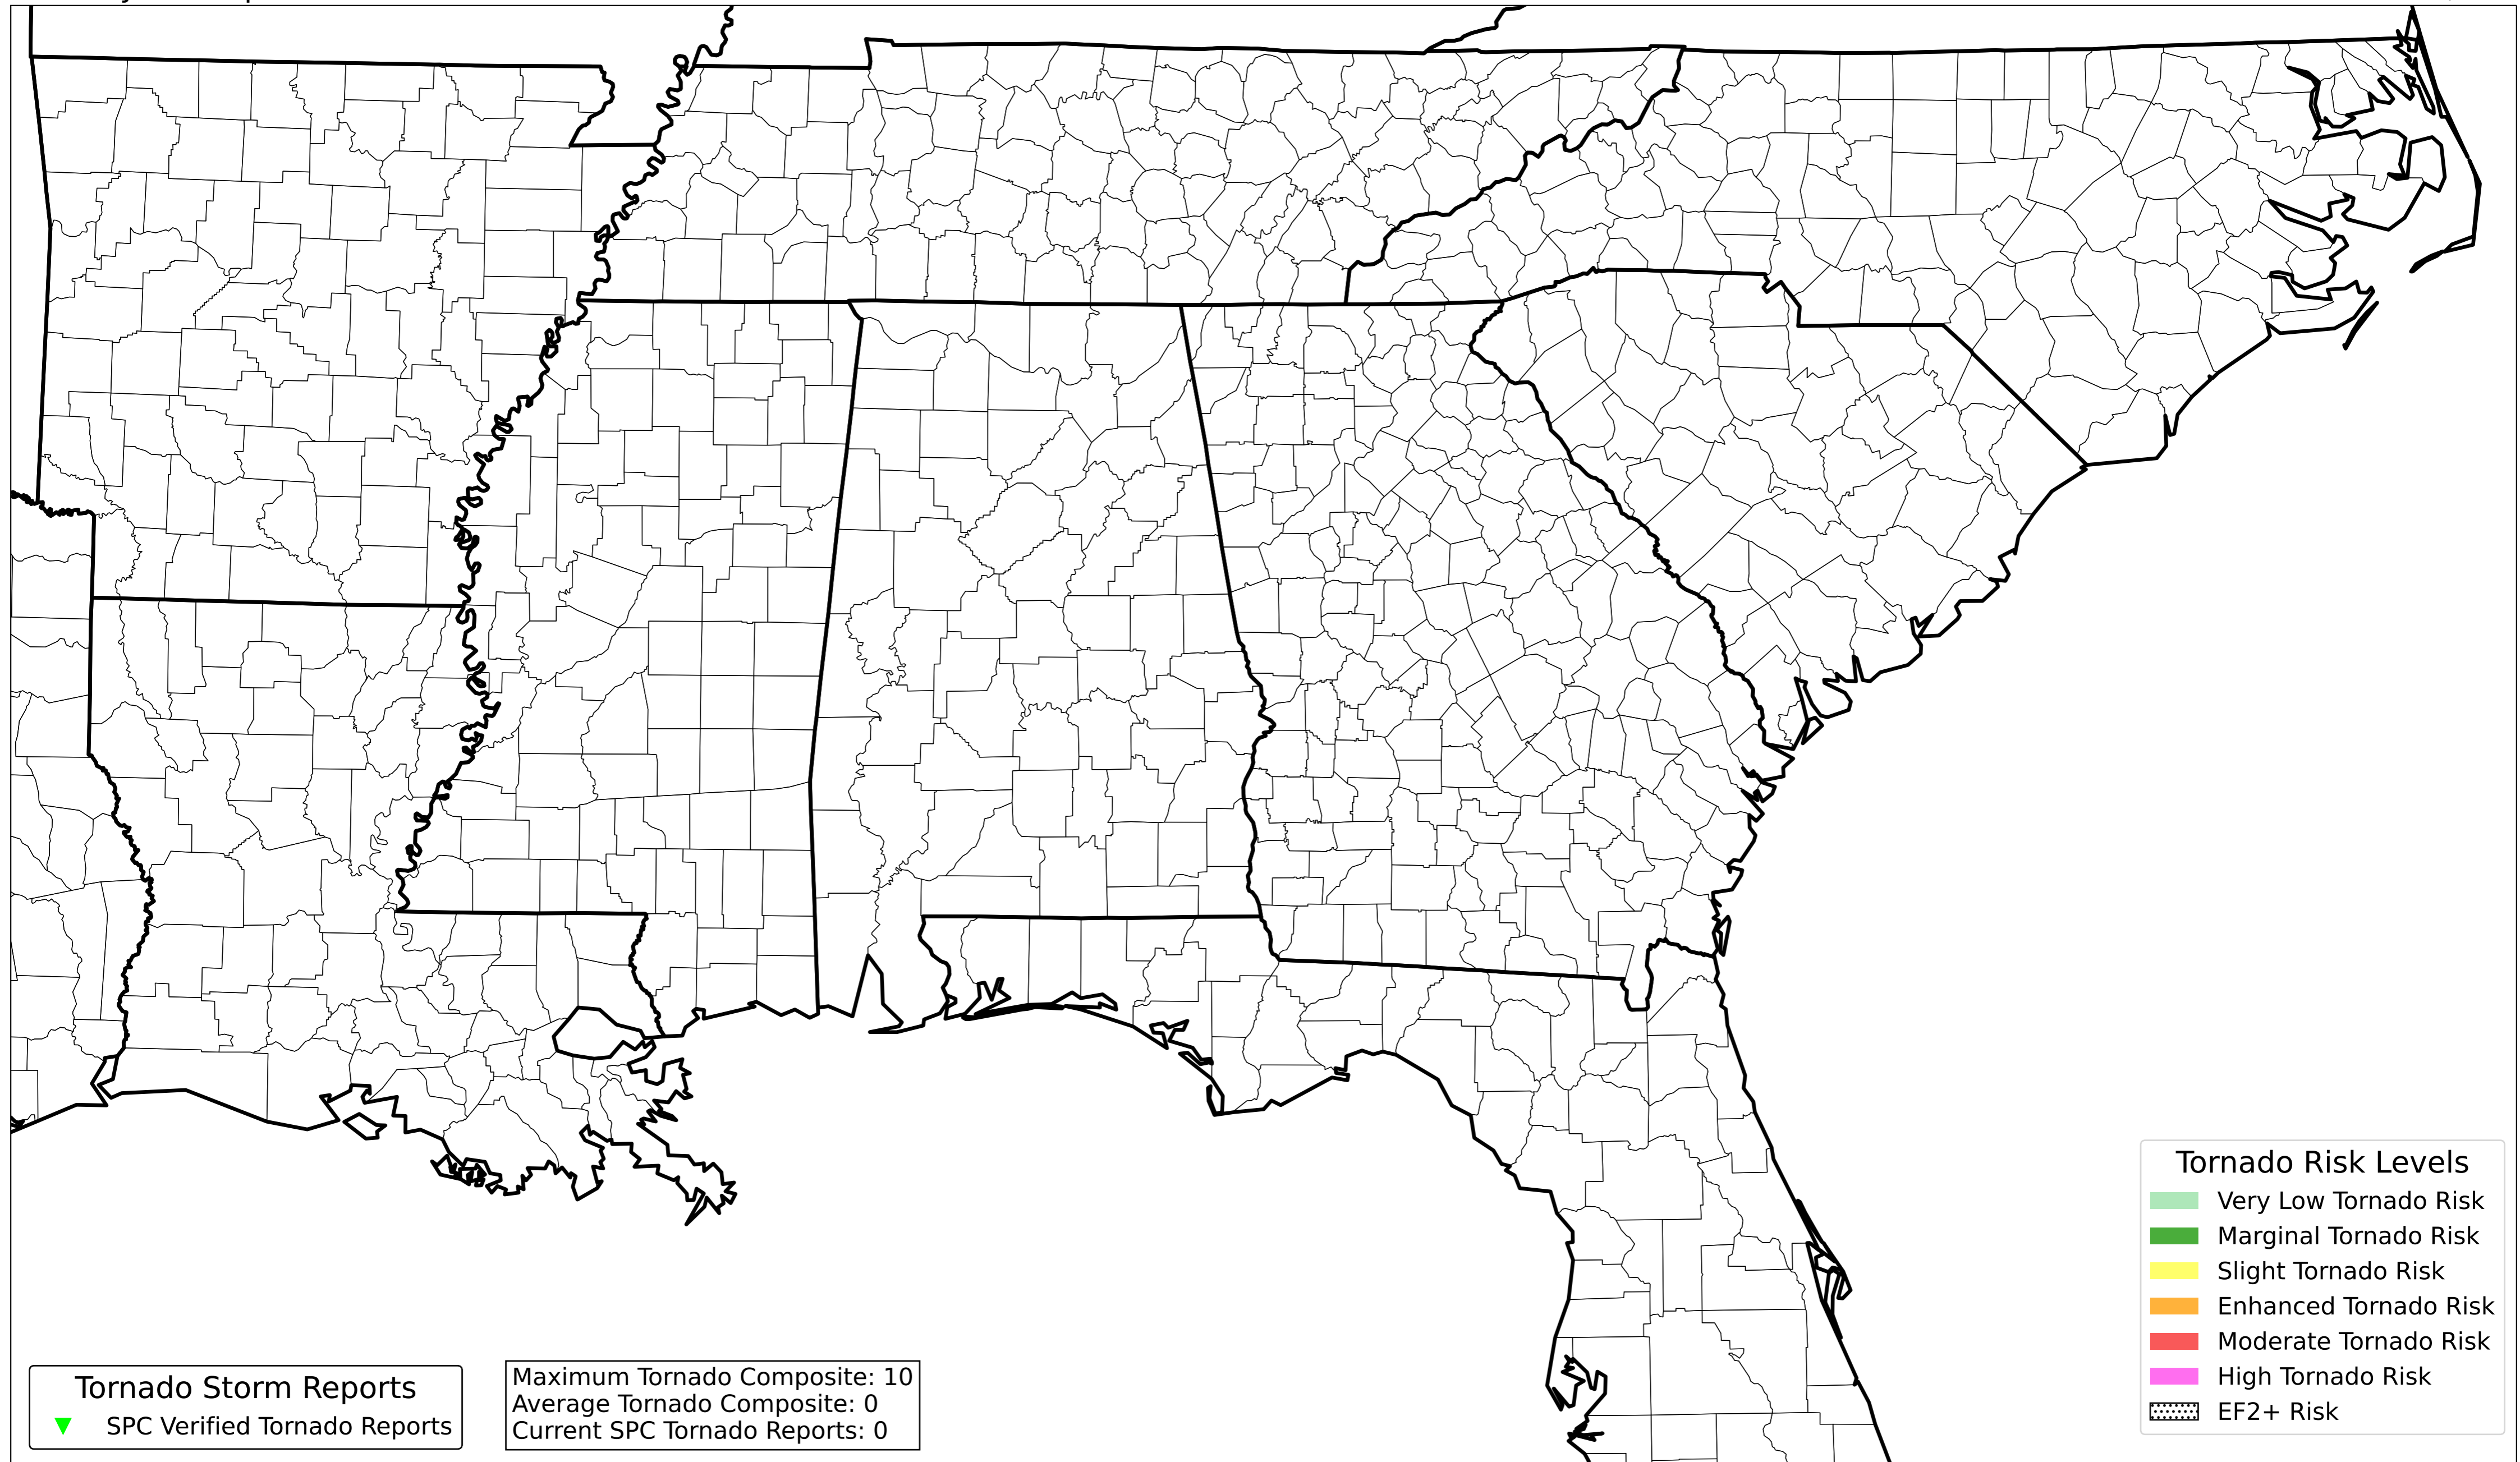 Tornado Risk Levels
Very Low Tornado Risk
Marginal Tornado Risk
Slight Tornado Risk
Enhanced Tornado Risk
Moderate Tornado Risk
High Tornado Risk
EF2+ Risk
Tornado Storm Reports
SPC Verified Tornado Reports
Maximum Tornado Composite: 10
Average Tornado Composite: 0
Current SPC Tornado Reports: 0